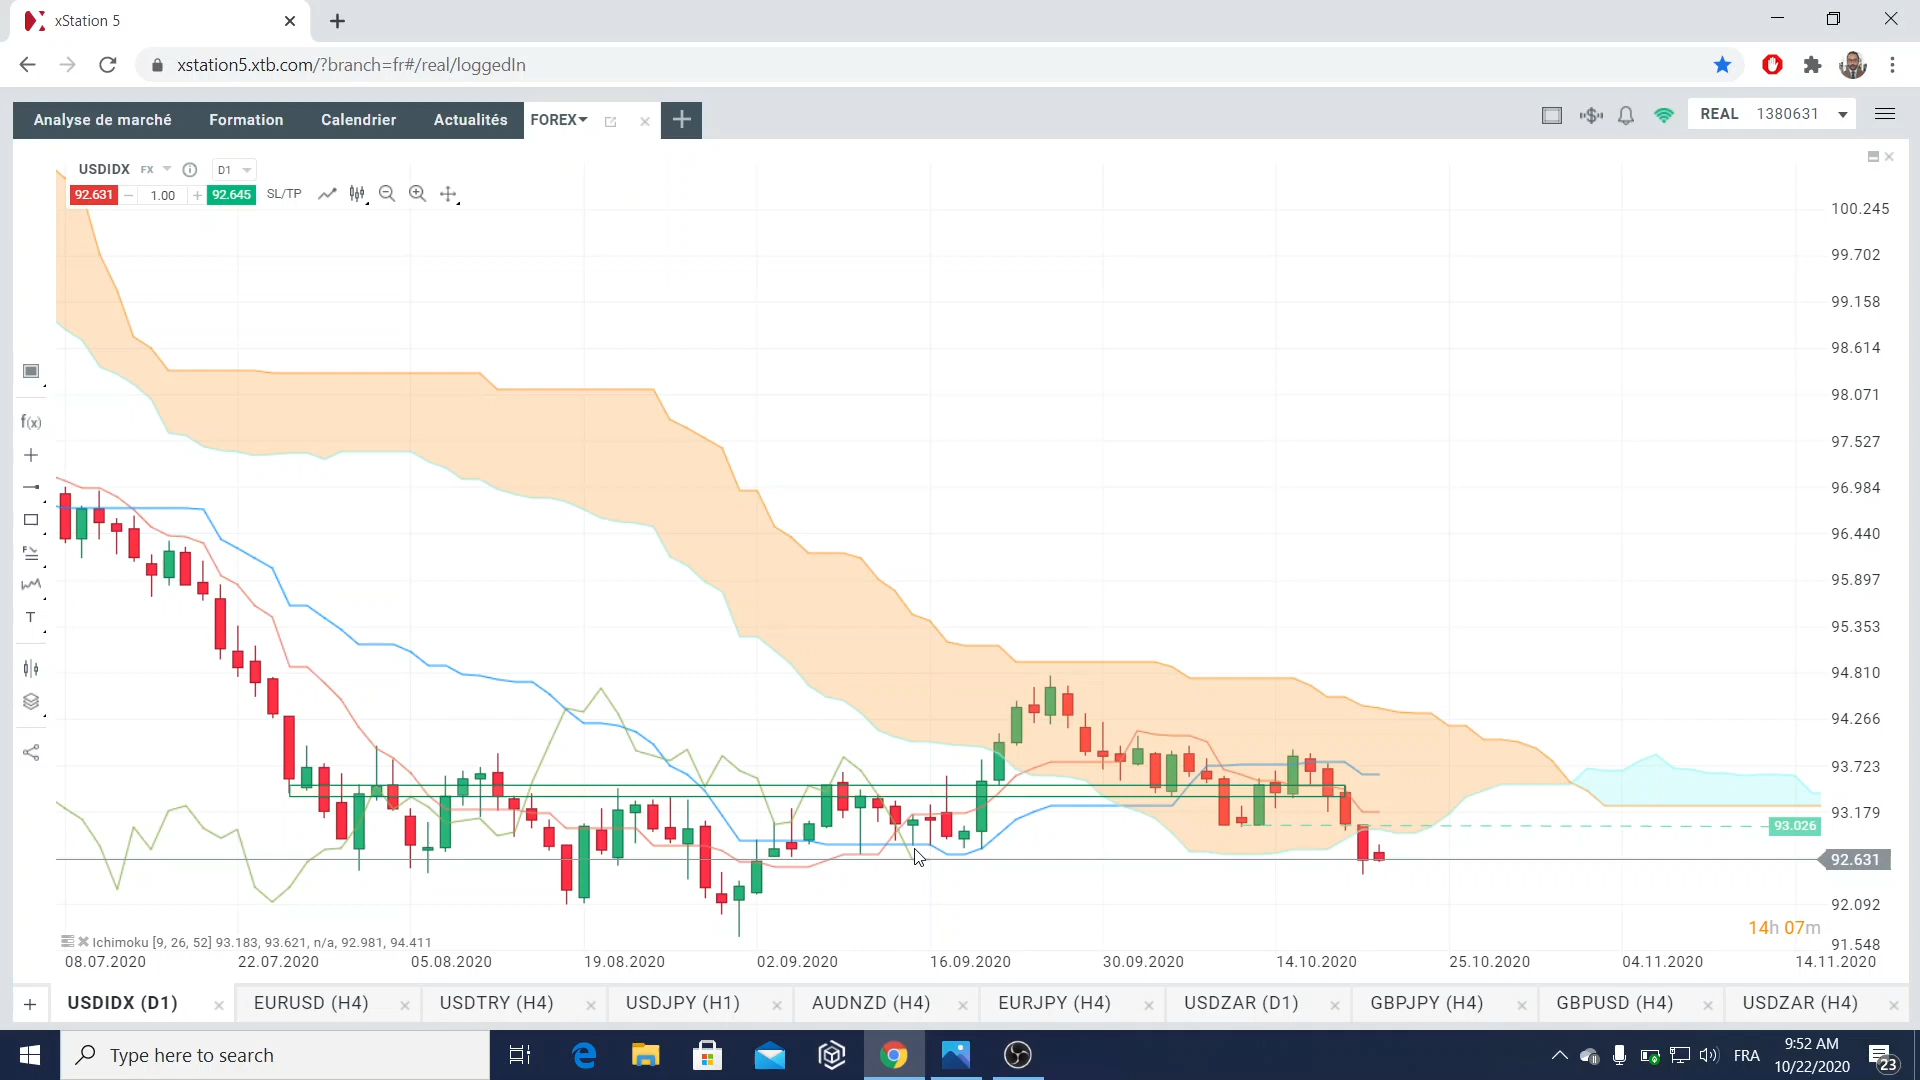 xStation 5
xstation5.xtb.com/?branch=fr#/real/loggedIn
Analyse de marché Formation Calendrier Actualités FOREX
REAL 1380631
USDIDX FX D1
92.631 1.00 92.645 SL/TP
100.245
99.702
99.158
98.614
98.071
97.527
96.984
96.440
95.897
95.353
94.810
94.266
93.723
93.179
93.026
92.631
92.092
91.548
f(x)
F
T
14h 07m
Ichimoku [9, 26, 52] 93.183, 93.621, n/a, 92.981, 94.411
08.07.2020 22.07.2020 05.08.2020 19.08.2020 02.09.2020 16.09.2020 30.09.2020 14.10.2020 25.10.2020 04.11.2020 14.11.2020
USDIDX (D1) EURUSD (H4) USDTRY (H4) USDJPY (H1) AUDNZD (H4) EURJPY (H4) USDZAR (D1) GBPJPY (H4) GBPUSD (H4) USDZAR (H4)
Type here to search
FRA
9:52 AM
10/22/2020
23